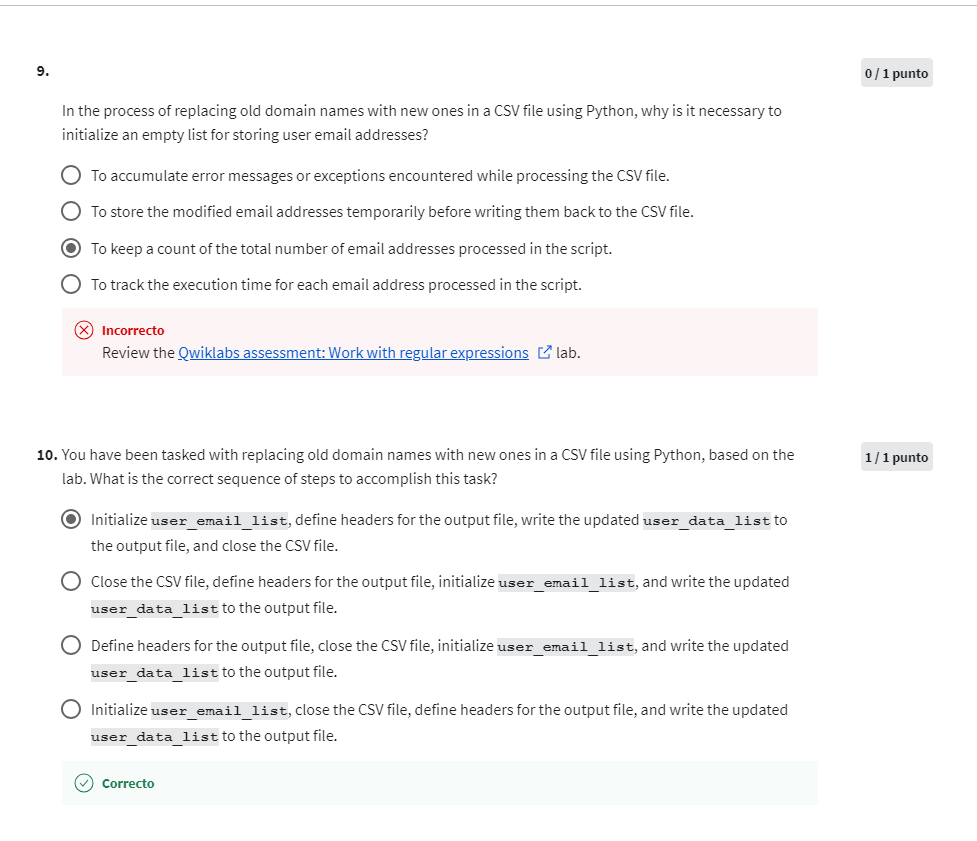 9.
0 / 1 punto
In the process of replacing old domain names with new ones in a CSV file using Python, why is it necessary to
initialize an empty list for storing user email addresses?
To accumulate error messages or exceptions encountered while processing the CSV file.
To store the modified email addresses temporarily before writing them back to the CSV file.
To keep a count of the total number of email addresses processed in the script.
To track the execution time for each email address processed in the script.
Incorrecto
Review the Qwiklabs assessment: Work with regular expressions lab.
10. You have been tasked with replacing old domain names with new ones in a CSV file using Python, based on the
1 / 1 punto
lab. What is the correct sequence of steps to accomplish this task?
Initialize user_email_list, define headers for the output file, write the updated user_data_list to
the output file, and close the CSV file.
Close the CSV file, define headers for the output file, initialize user_email_list, and write the updated
user_data_list to the output file.
Define headers for the output file, close the CSV file, initialize user_email_list, and write the updated
user_data_list to the output file.
Initialize user_email_list, close the CSV file, define headers for the output file, and write the updated
user_data_list to the output file.
Correcto